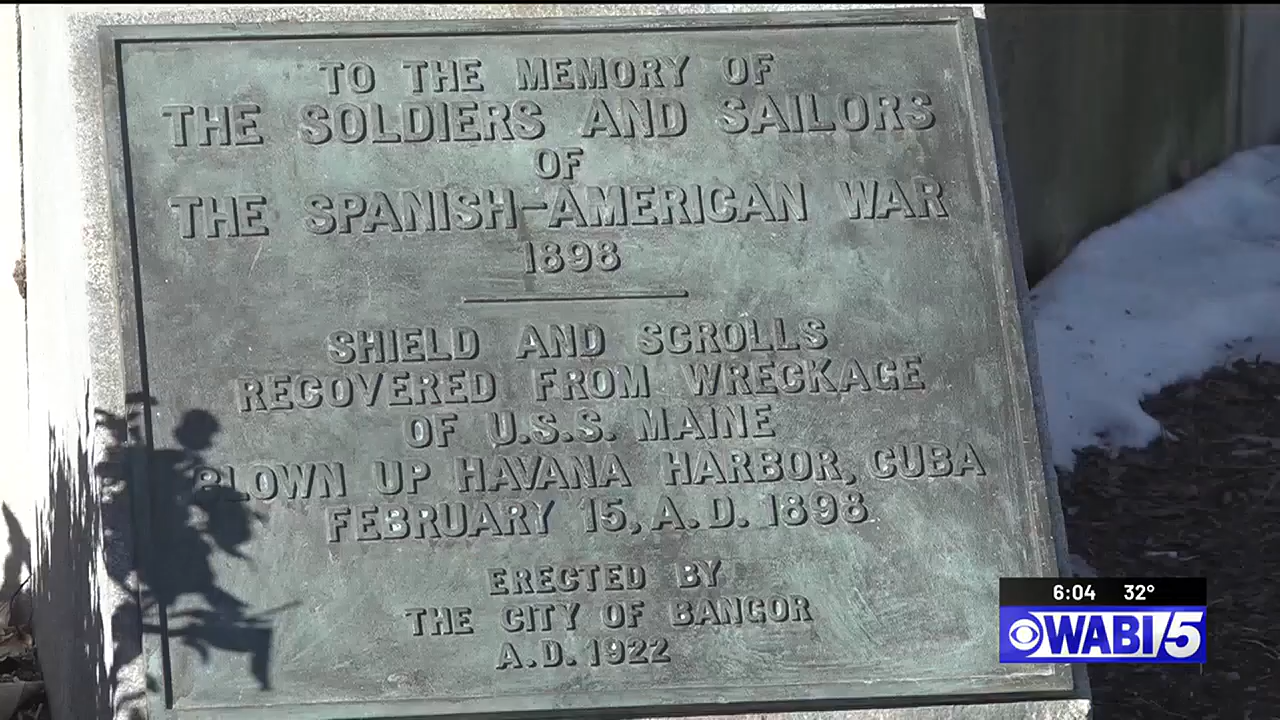 TO THE MEMORY OF
THE SOLDIERS AND SAILORS
OF
THE SPANISH-AMERICAN WAR
1898
SHIELD AND SCROLLS
RECOVERED FROM WRECKAGE
OF U.S.S. MAINE
BLOWN UP HAVANA HARBOR, CUBA
FEBRUARY 15, A.D. 1898
ERECTED BY
THE CITY OF BANGOR
A.D. 1922
6:04 32°
WABI 5